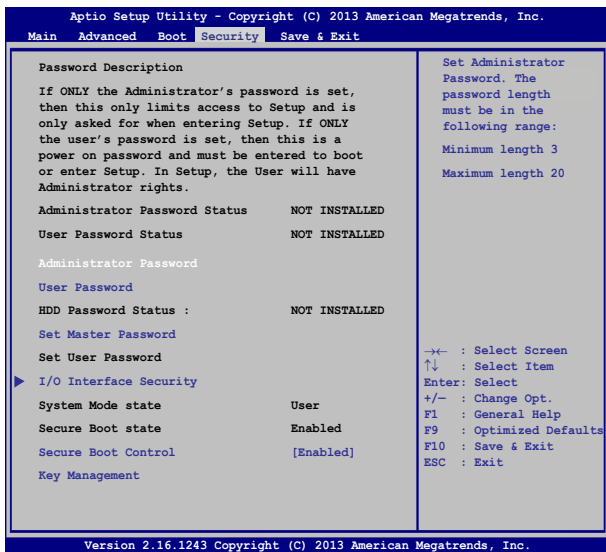 Aptio Setup Utility - Copyright (C) 2013 American Megatrends, Inc.
Main Advanced Boot Security Save & Exit
Password Description
If ONLY the Administrator's password is set,
then this only limits access to Setup and is
only asked for when entering Setup. If ONLY
the user's password is set, then this is a
power on password and must be entered to boot
or enter Setup. In Setup, the User will have
Administrator rights.
Administrator Password Status NOT INSTALLED
User Password Status NOT INSTALLED
Administrator Password
User Password
HDD Password Status : NOT INSTALLED
Set Master Password
Set User Password
I/O Interface Security
System Mode state User
Secure Boot state Enabled
Secure Boot Control [Enabled]
Key Management
Set Administrator
Password. The
password length
must be in the
following range:
Minimum length 3
Maximum length 20
→← : Select Screen
↑↓ : Select Item
Enter: Select
+/— : Change Opt.
F1 : General Help
F9 : Optimized Defaults
F10 : Save & Exit
ESC : Exit
Version 2.16.1243 Copyright (C) 2013 American Megatrends, Inc.